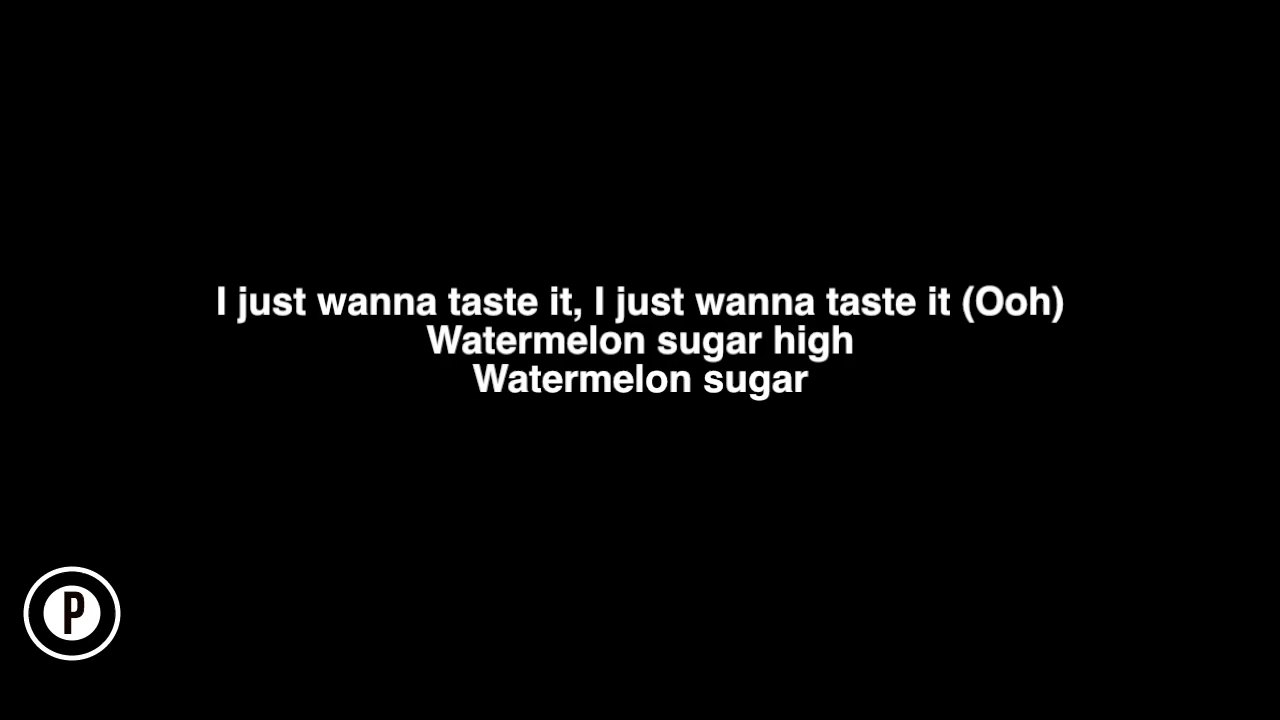 I just wanna taste it, I just wanna taste it (Ooh)
Watermelon sugar high
Watermelon sugar
P